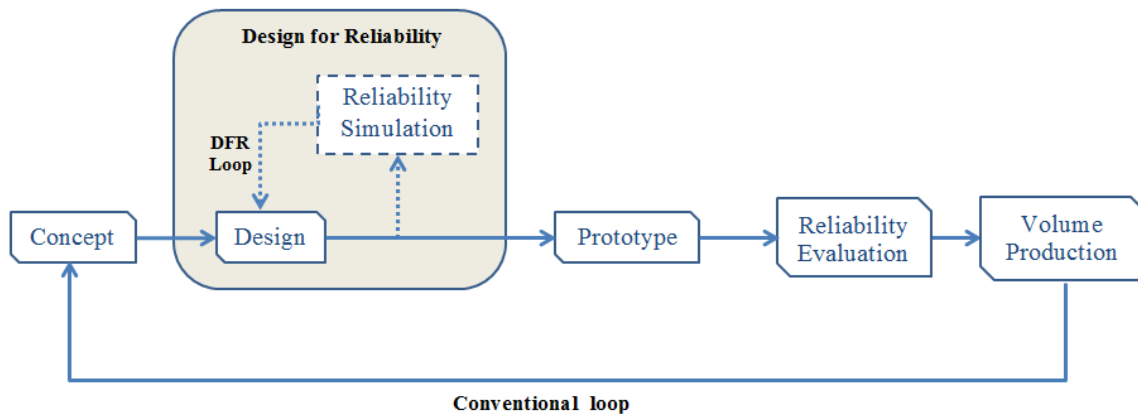 Design for Reliability
Reliability
Simulation
DFR
Loop
Concept
Design
Prototype
Reliability
Evaluation
Volume
Production
Conventional loop